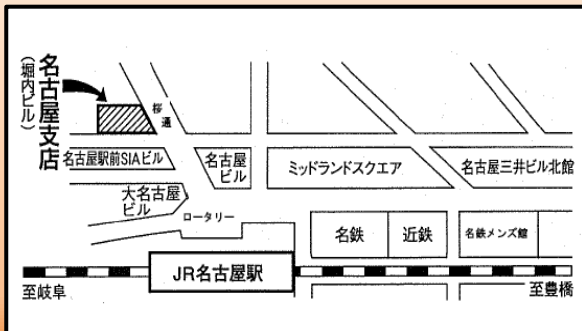 名古屋支店
(堀内ビル)
桜通
名古屋駅前SIAビル
名古屋
ビル
ミッドランドスクエア
名古屋三井ビル北館
大名古屋
ビル
ロータリー
名鉄
近鉄
名鉄メンズ館
JR名古屋駅
至岐阜
至豊橋